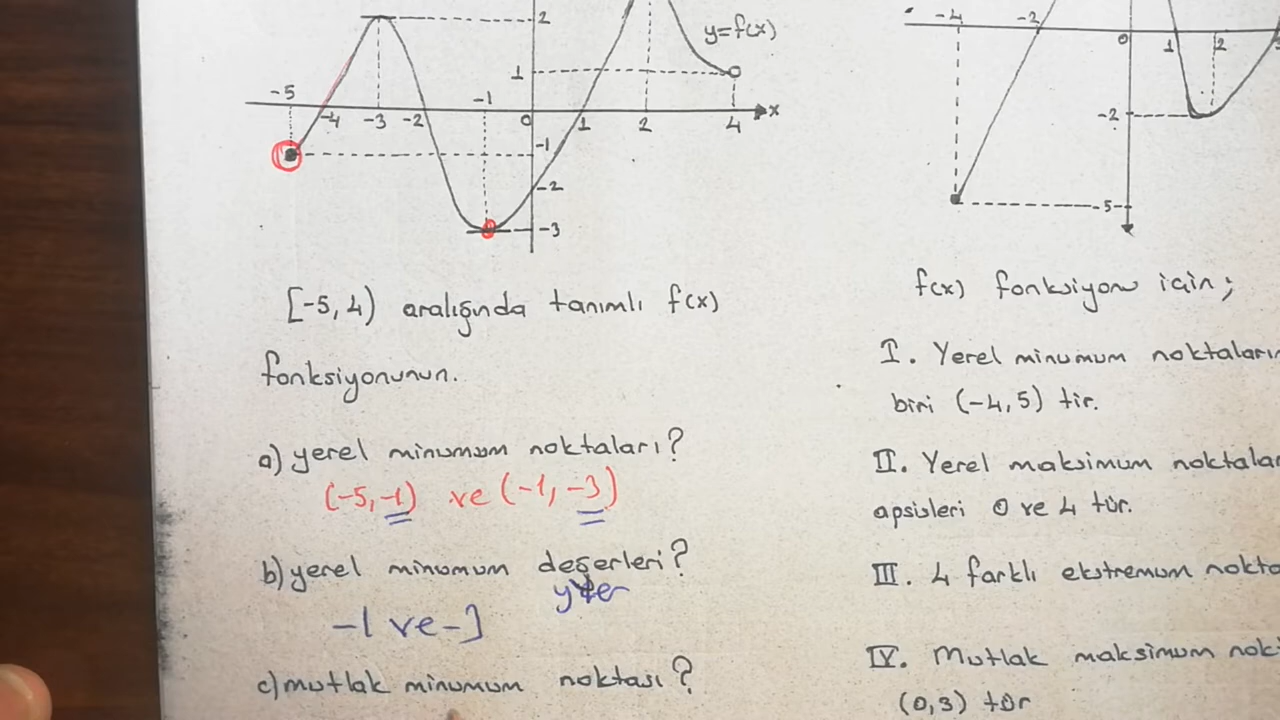 2
y=f(x)
1
-5
-1
x
-4 -3 -2 0 1 2 4
-1
-2
-3
[-5, 4) aralığında tanımlı f(x)
fonksiyonunun.
a) yerel minumum noktaları?
(-5, -1) ve (-1, -3)
b) yerel minumum değerleri?
-1 ve -3
c) mutlak minumum noktası?
-4 -2
0 1 2
-2
-5
f(x) fonksiyonu için;
I. Yerel minumum noktaların
biri (-4, 5) tir.
II. Yerel maksimum noktalar
apsisleri 0 ve 4 tür.
III. 4 farklı ekstremum nokta
IV. Mutlak maksimum nok
(0,3) tür